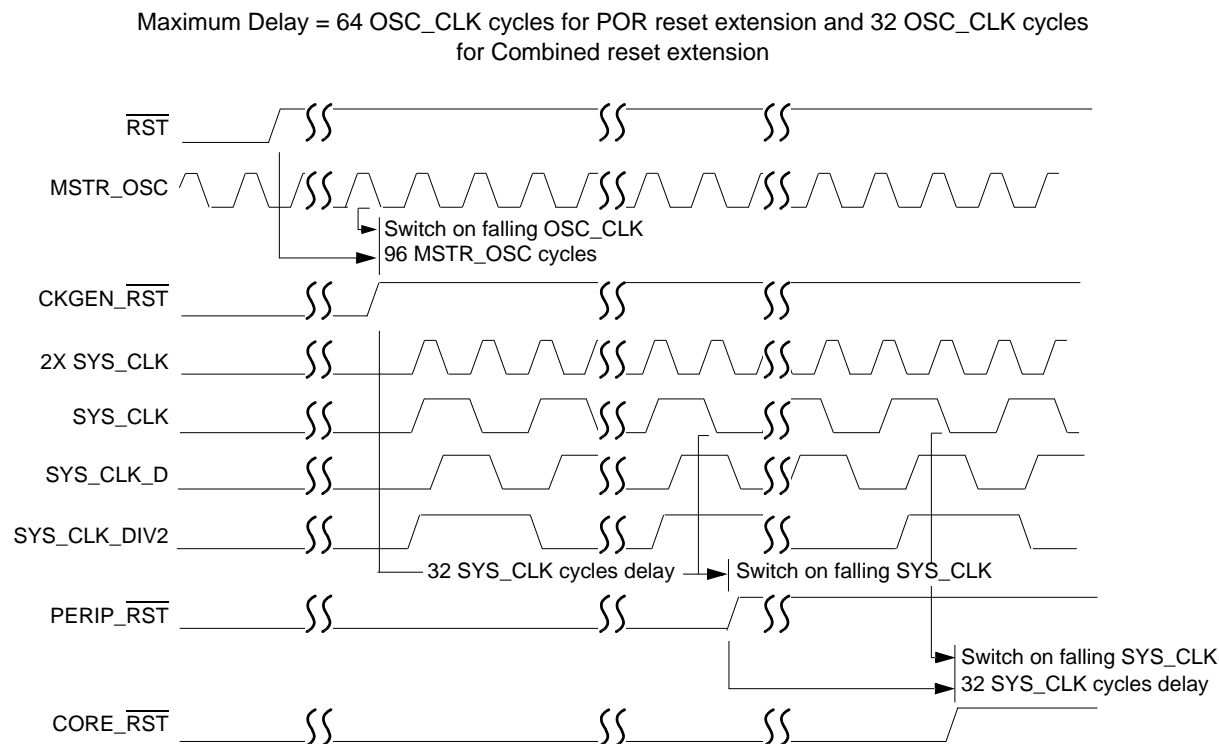 Maximum Delay = 64 OSC_CLK cycles for POR reset extension and 32 OSC_CLK cycles
for Combined reset extension
RST
MSTR_OSC
Switch on falling OSC_CLK
96 MSTR_OSC cycles
CKGEN_RST
2X SYS_CLK
SYS_CLK
SYS_CLK_D
SYS_CLK_DIV2
32 SYS_CLK cycles delay
Switch on falling SYS_CLK
PERIP_RST
Switch on falling SYS_CLK
32 SYS_CLK cycles delay
CORE_RST